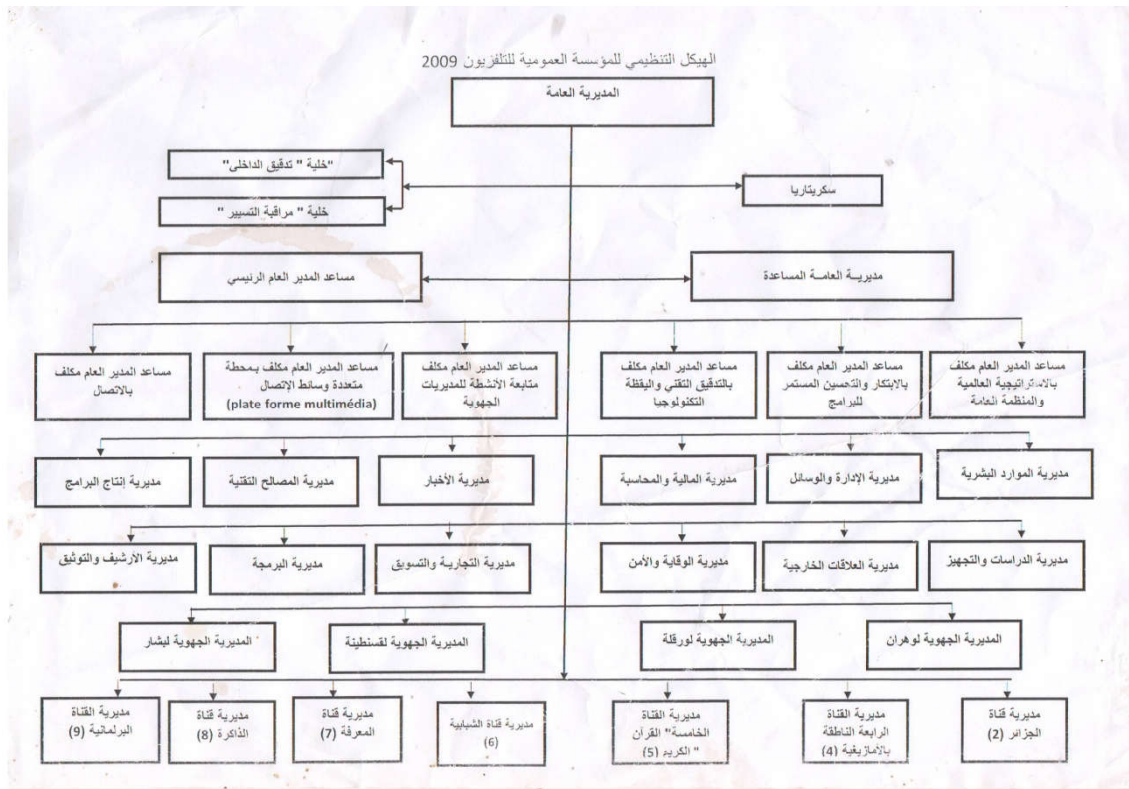 الهيكل التنظيمي للمؤسسة العمومية للتلفزيون 2009
المديرية العامة
"خلية " تدقيق الداخلى"
خلية " مراقبة التسيير "
سكريتاريا
مديريـة العامـة المساعدة
مساعد المدير العام الرئيسي
مساعد المدير العام مكلف
بالاستراتيجية العالمية
والمنظمة العامة
مساعد المدير العام مكلف
بالابتكار والتحسين المستمر
للبرامج
مساعد المدير العام مكلف
بالتدقيق التقني واليقظة
التكنولوجيا
مساعد المدير العام مكلف
متابعة الأنشطة للمديريات
الجهوية
مساعد المدير العام مكلف بمحطة
متعددة وسائط الإتصال
(plate forme multimédia)
مساعد المدير العام مكلف
بالاتصال
مديرية الموارد البشرية
مديرية الإدارة والوسائل
مديرية المالية والمحاسبة
مديرية الأخبار
مديرية المصالح التقنية
مديرية إنتاج البرامج
مديرية الدراسات والتجهيز
مديرية العلاقات الخارجية
مديرية الوقاية والأمن
مديرية التجارية والتسويق
مديرية البرمجة
مديرية الأرشيف والتوثيق
المديرية الجهوية لوهران
المديرية الجهوية لورقلة
المديرية الجهوية لقسنطينة
المديرية الجهوية لبشار
مديرية قناة
الجزائر (2)
مديرية القناة
الرابعة الناطقة
بالأمازيغية (4)
مديرية القناة
الخامسة" القرآن
الكريم (5) "
مديرية قناة الشبابية
(6)
مديرية قناة
المعرفة (7)
مديرية قناة
الذاكرة (8)
مديرية القناة
البرلمانية (9)